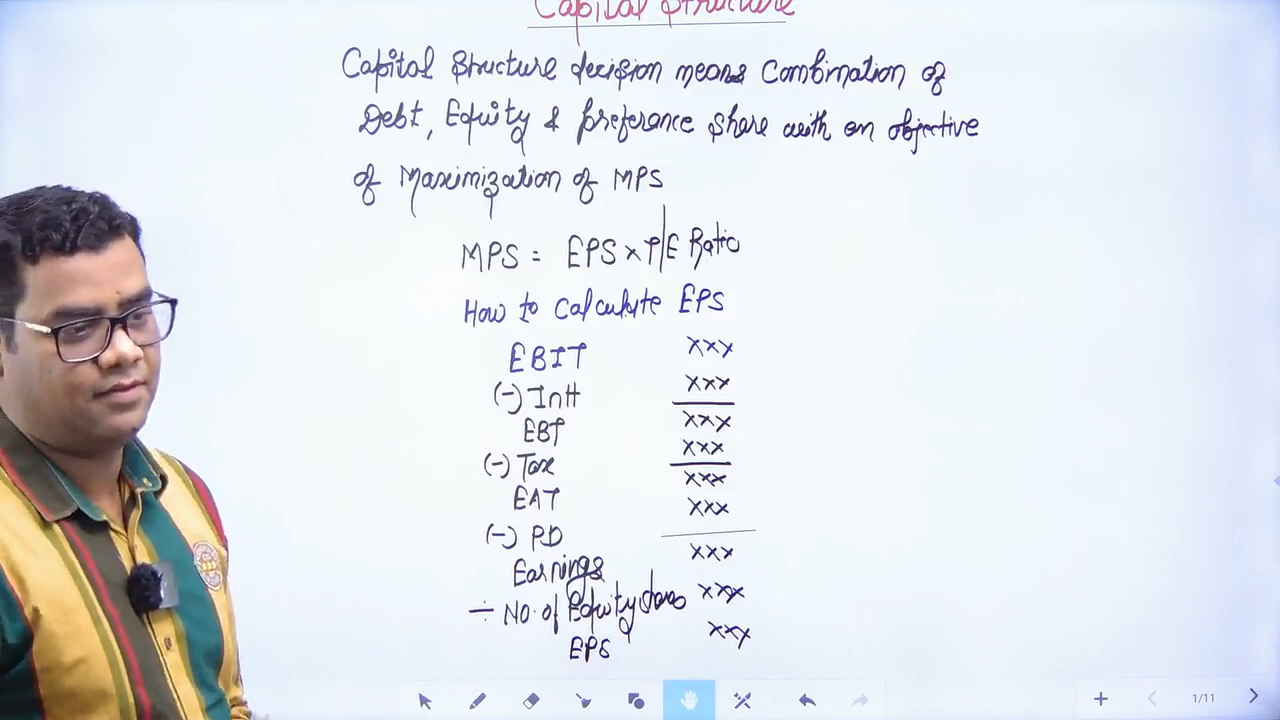 Capital Structure
Capital Structure decision means Combination of
Debt, Equity & preference share with an objective
of Maximization of MPS
MPS = EPS × P/E Ratio
How to Calculate EPS
EBIT xxx
(-) Intt xxx
EBT xxx
(-) Tax xxx
EAT xxx
(-) PD xxx
Earnings xxx
÷ No. of Equity shares xxx
EPS xxx
1/11